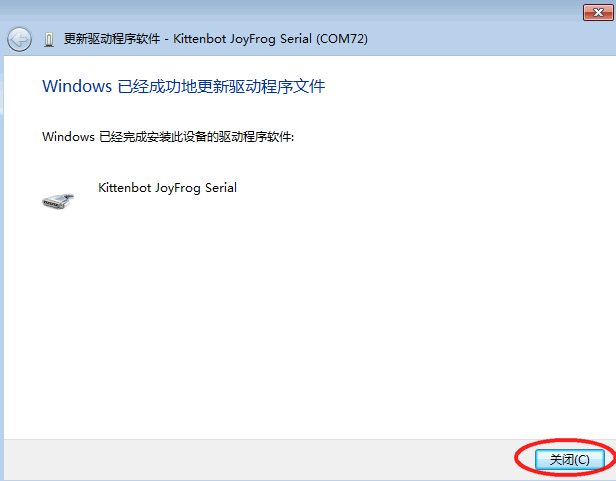 更新驱动程序软件 - Kittenbot JoyFrog Serial (COM72)
Windows 已经成功地更新驱动程序文件
Windows 已经完成安装此设备的驱动程序软件:
Kittenbot JoyFrog Serial
关闭(C)